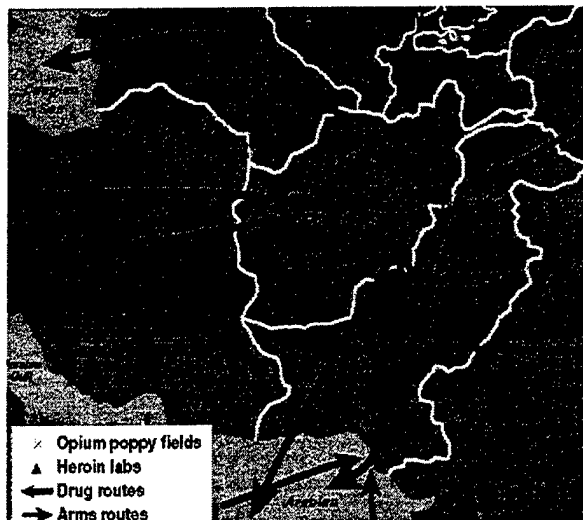 Opium poppy fields
Heroin labs
Drug routes
Arms routes